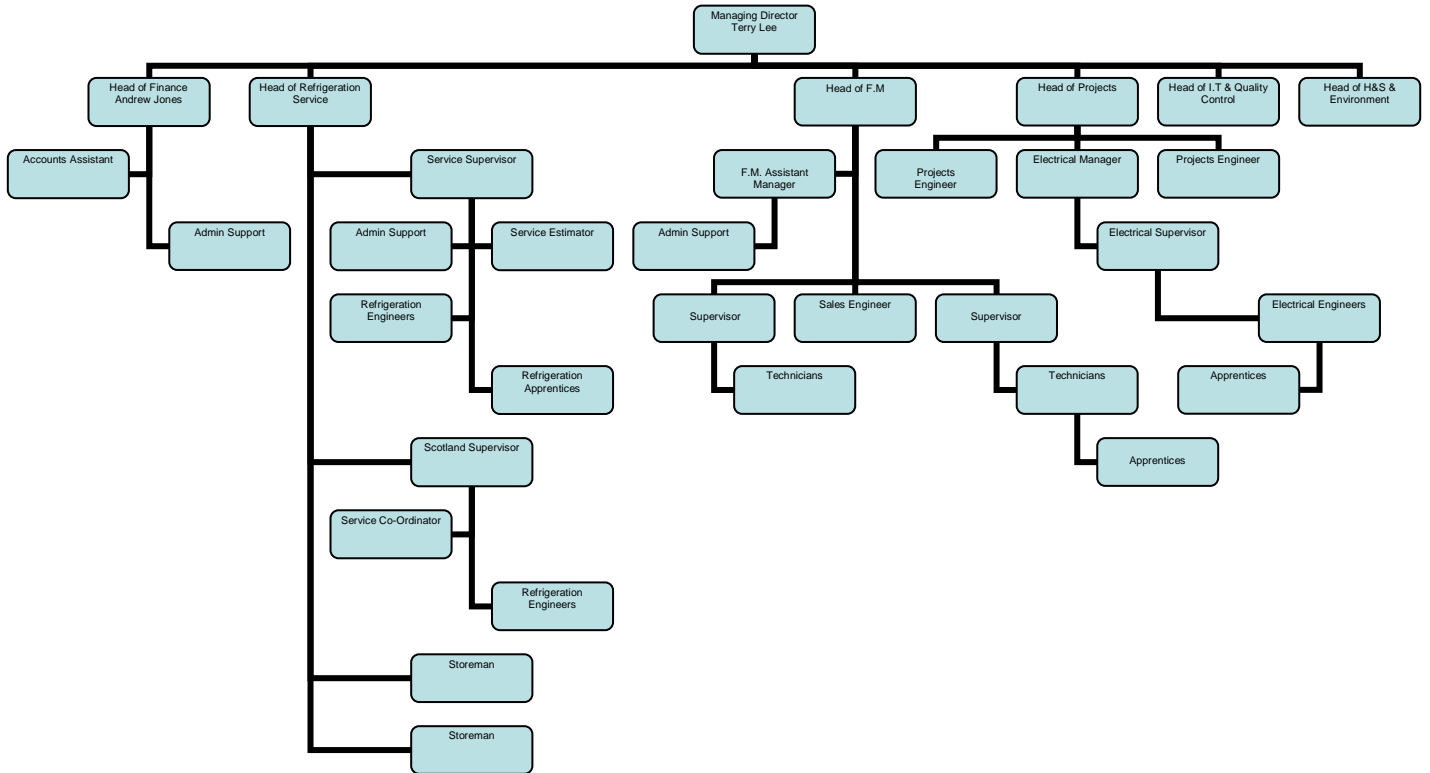 Managing Director
Terry Lee
Head of Finance
Andrew Jones
Head of Refrigeration
Service
Head of F.M
Head of Projects
Head of I.T & Quality
Control
Head of H&S &
Environment
Accounts Assistant
Service Supervisor
F.M. Assistant
Manager
Projects
Engineer
Electrical Manager
Projects Engineer
Admin Support
Admin Support
Service Estimator
Admin Support
Electrical Supervisor
Refrigeration
Engineers
Supervisor
Sales Engineer
Supervisor
Electrical Engineers
Refrigeration
Apprentices
Technicians
Technicians
Apprentices
Scotland Supervisor
Apprentices
Service Co-Ordinator
Refrigeration
Engineers
Storeman
Storeman